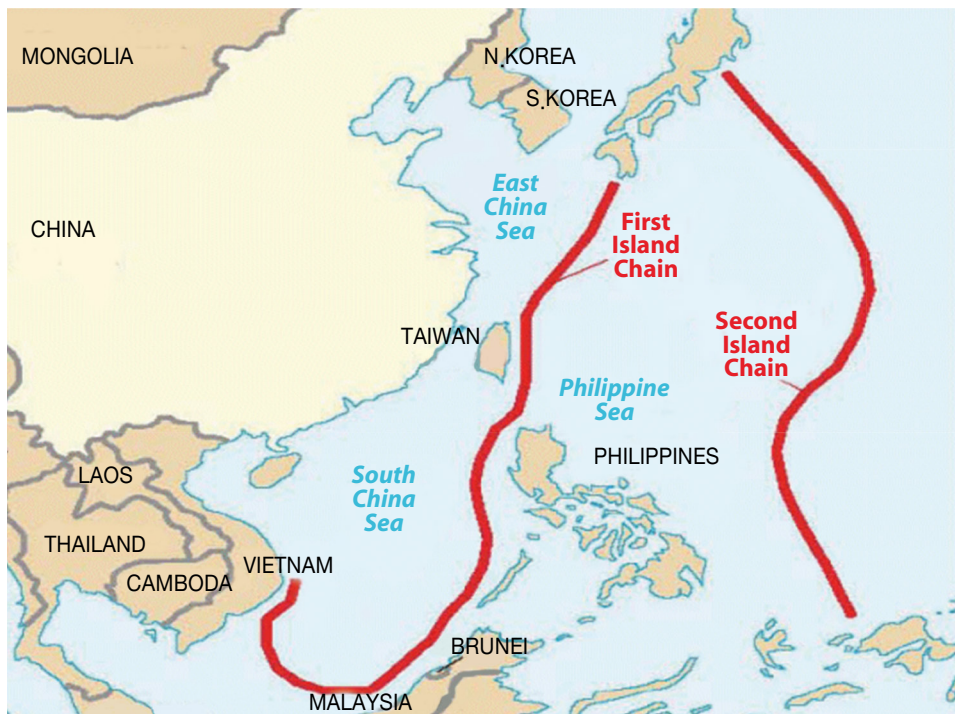 MONGOLIA
N.KOREA
S.KOREA
East
China
Sea
CHINA
First
Island
Chain
TAIWAN
Second
Island
Chain
Philippine
Sea
PHILIPPINES
LAOS
South
China
Sea
THAILAND
VIETNAM
CAMBODA
BRUNEI
MALAYSIA